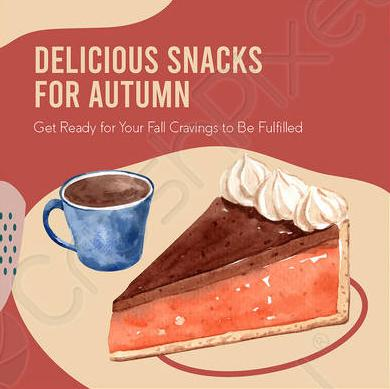 DELICIOUS SNACKS
FOR AUTUMN
Get Ready for Your Fall Cravings to Be Fulfilled